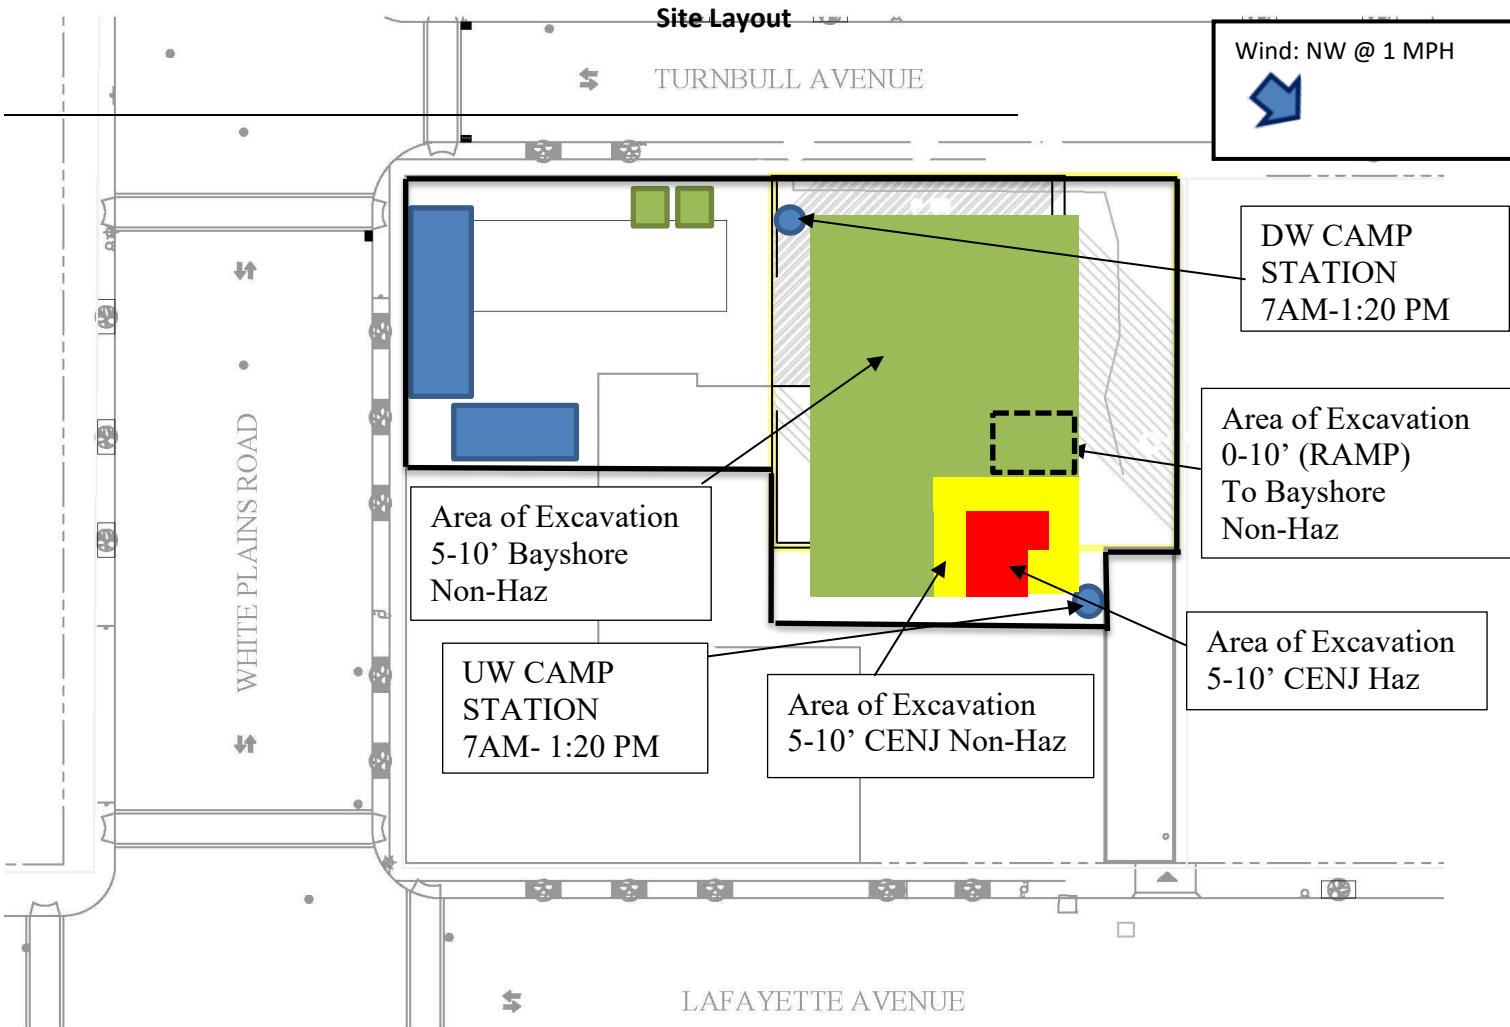 Site Layout
Wind: NW @ 1 MPH
TURNBULL AVENUE
DW CAMP
STATION
7AM-1:20 PM
Area of Excavation
0-10’ (RAMP)
To Bayshore
Non-Haz
WHITE PLAINS ROAD
Area of Excavation
5-10’ Bayshore
Non-Haz
UW CAMP
STATION
7AM- 1:20 PM
Area of Excavation
5-10’ CENJ Non-Haz
Area of Excavation
5-10’ CENJ Haz
LAFAYETTE AVENUE